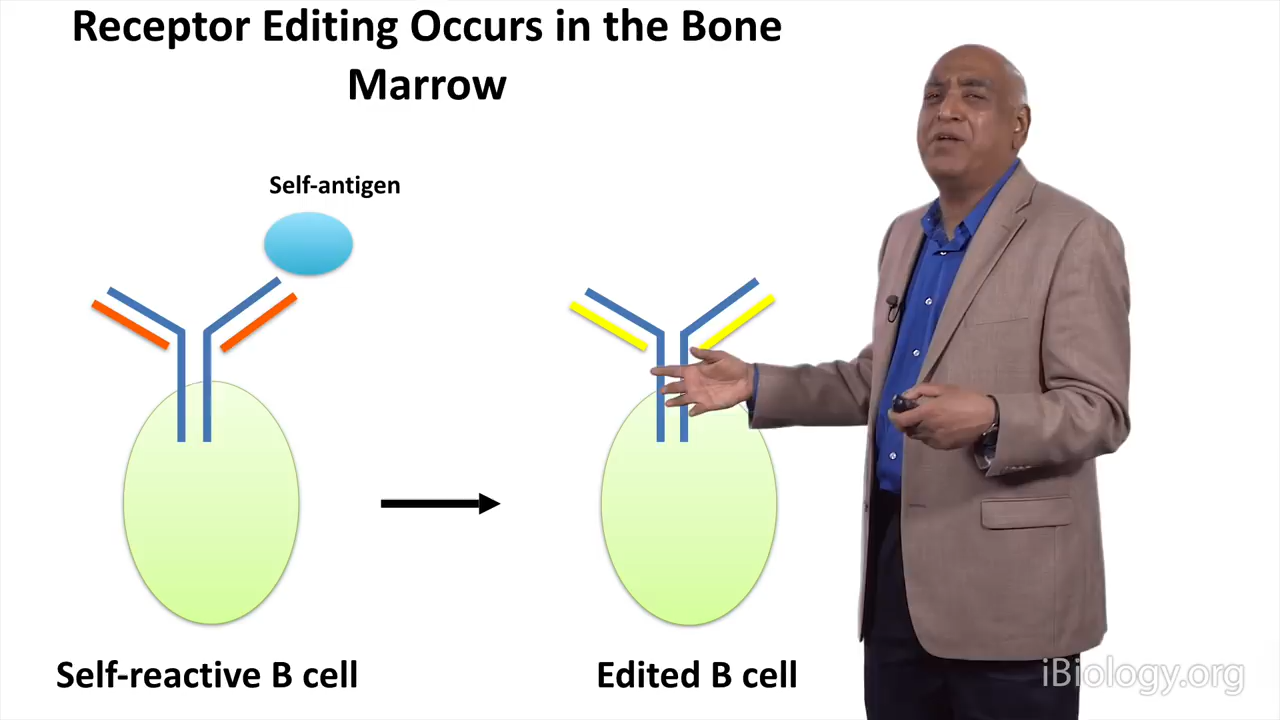 Receptor Editing Occurs in the Bone
Marrow
Self-antigen
Self-reactive B cell
Edited B cell
iBiology.org